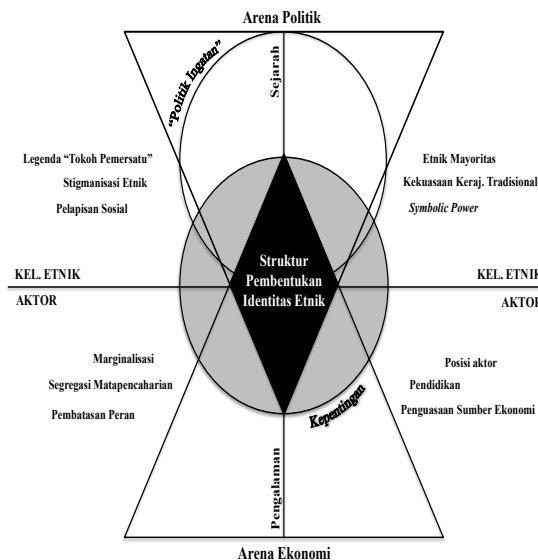 Arena Politik
Sejarah
"Politik Ingatan"
Legenda "Tokoh Pemersatu"
Stigmanisasi Etnik
Pelapisan Sosial
Etnik Mayoritas
Kekuasaan Keraj. Tradisional
Symbolic Power
Struktur
Pembentukan
Identitas Etnik
KEL. ETNIK
AKTOR
KEL. ETNIK
AKTOR
Marginalisasi
Segregasi Matapencaharian
Pembatasan Peran
Posisi aktor
Pendidikan
Penguasaan Sumber Ekonomi
Kepentingan
Pengalaman
Arena Ekonomi